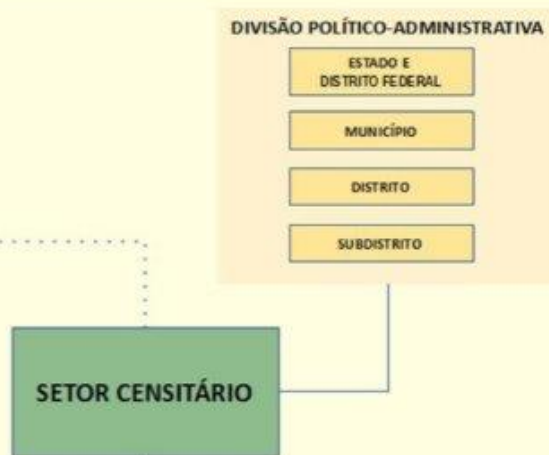 DIVISÃO POLÍTICO-ADMINISTRATIVA
ESTADO E
DISTRITO FEDERAL
MUNICÍPIO
DISTRITO
SUBDISTRITO
SETOR CENSITÁRIO